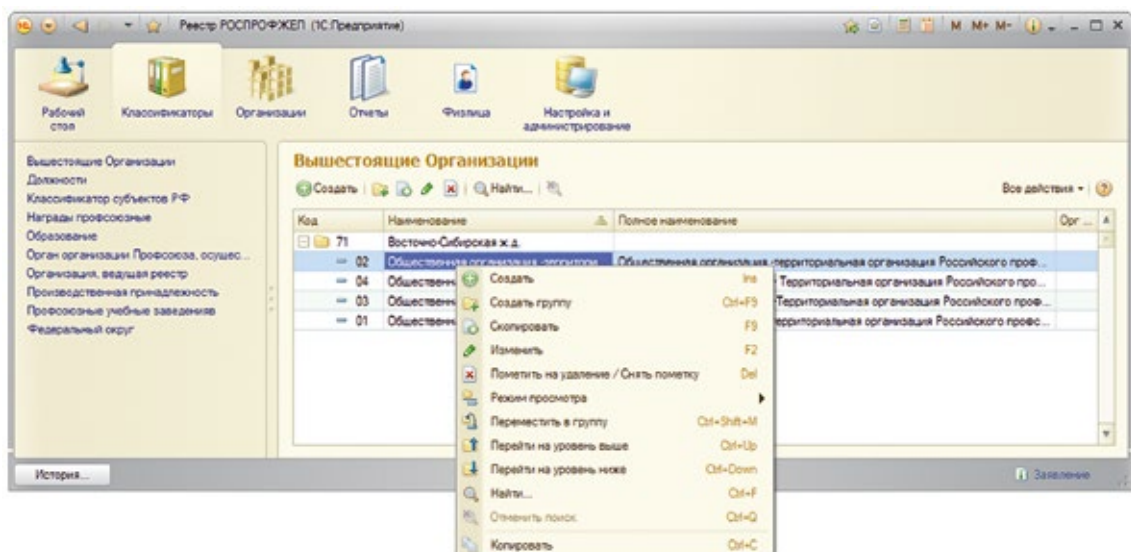 Реестр РОСПРОФЖЕЛ (1С:Предприятие)
M M+ M-
Рабочий стол
Классификаторы
Организации
Отчеты
Физлица
Настройка и администрирование
Вышестоящие Организации
Должности
Классификатор субъектов РФ
Награды профсоюзные
Образование
Орган организации Профсоюза, осущес...
Организация, ведущая реестр
Производственная принадлежность
Профсоюзные учебные заведения
Федеральный округ
Вышестоящие Организации
Создать Найти... Все действия
Код Наименование Полное наименование Орг ...
71 Восточно-Сибирская ж.д.
02 Общественная организация -территори... Общественная организация -территориальная организация Российского проф...
04 Общественн Территориальная организация Российского проф...
03 Общественн -Территориальная организация Российского про...
01 Общественн территориальная организация Российского профс...
Создать Ins
Создать группу Ctrl+F9
Скопировать F9
Изменить F2
Пометить на удаление / Снять пометку Del
Режим просмотра
Переместить в группу Ctrl+Shift+M
Перейти на уровень выше Ctrl+Up
Перейти на уровень ниже Ctrl+Down
Найти... Ctrl+F
Отменить поиск Ctrl+Q
Копировать Ctrl+C
История...
Заявление